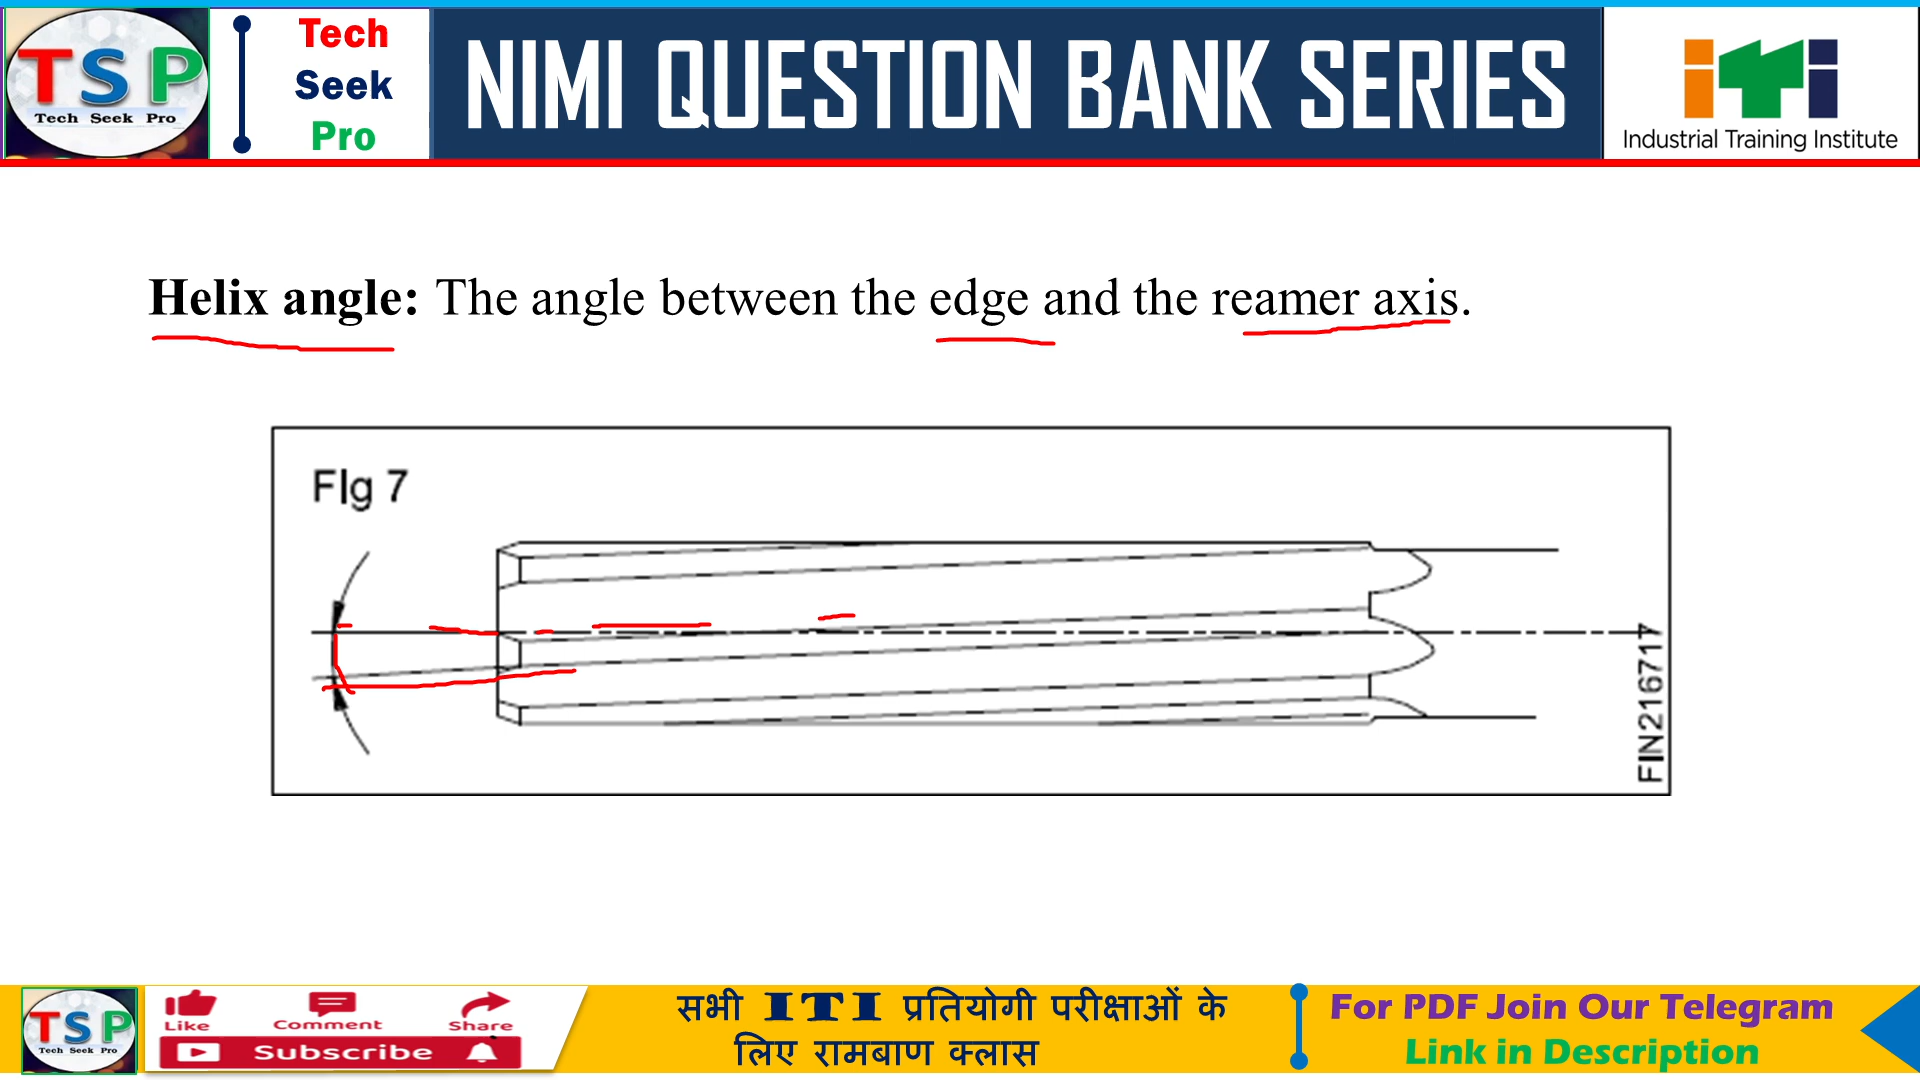 TSP
Tech Seek Pro
Tech
Seek
Pro
NIMI QUESTION BANK SERIES
iTi
Industrial Training Institute
Helix angle: The angle between the edge and the reamer axis.
FIg 7
FIN216717
TSP
Tech Seek Pro
Like
Comment
Share
Subscribe
सभी ITI प्रतियोगी परीक्षाओं के
लिए रामबाण क्लास
For PDF Join Our Telegram
Link in Description